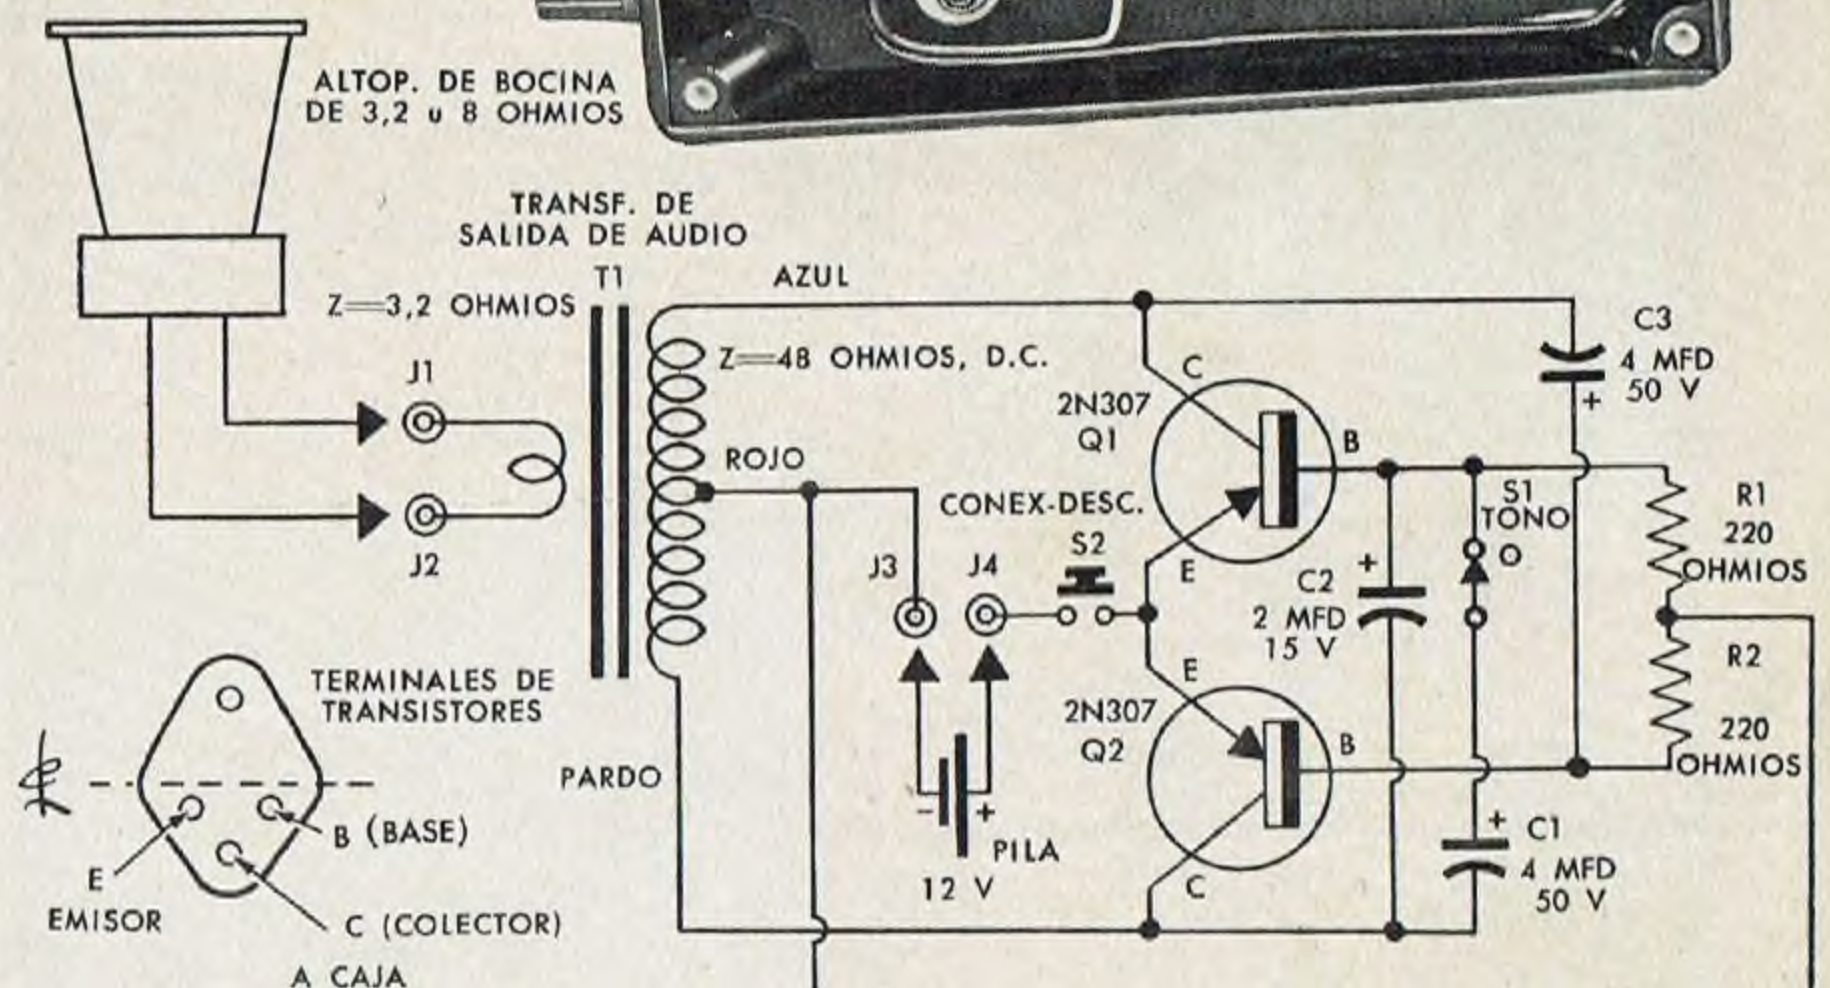 ALTOP. DE BOCINA
DE 3,2 u 8 OHMIOS
TRANSF. DE
SALIDA DE AUDIO
T1
Z=3,2 OHMIOS
AZUL
Z=48 OHMIOS, D.C.
J1
J2
ROJO
CONEX-DESC.
S2
J3
J4
C
2N307
Q1
B
E
C3
4 MFD
50 V
+
S1
TONO
R1
220
OHMIOS
+
C2
2 MFD
15 V
R2
220
OHMIOS
E
2N307
Q2
B
C
- +
PILA
12 V
+
C1
4 MFD
50 V
PARDO
TERMINALES DE
TRANSISTORES
B (BASE)
E
EMISOR
C (COLECTOR)
A CAJA